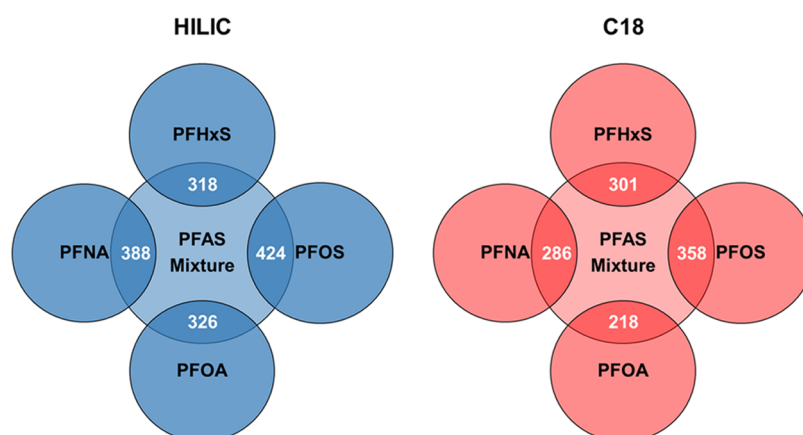 HILIC
C18
PFHxS
318
PFNA
388
PFAS
Mixture
424
PFOS
326
PFOA
PFHxS
301
PFNA
286
PFAS
Mixture
358
PFOS
218
PFOA